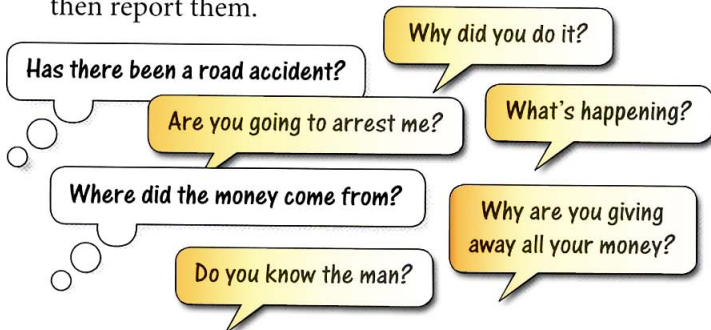 then report them.
Why did you do it?
Has there been a road accident?
Are you going to arrest me?
What's happening?
Where did the money come from?
Why are you giving
away all your money?
Do you know the man?